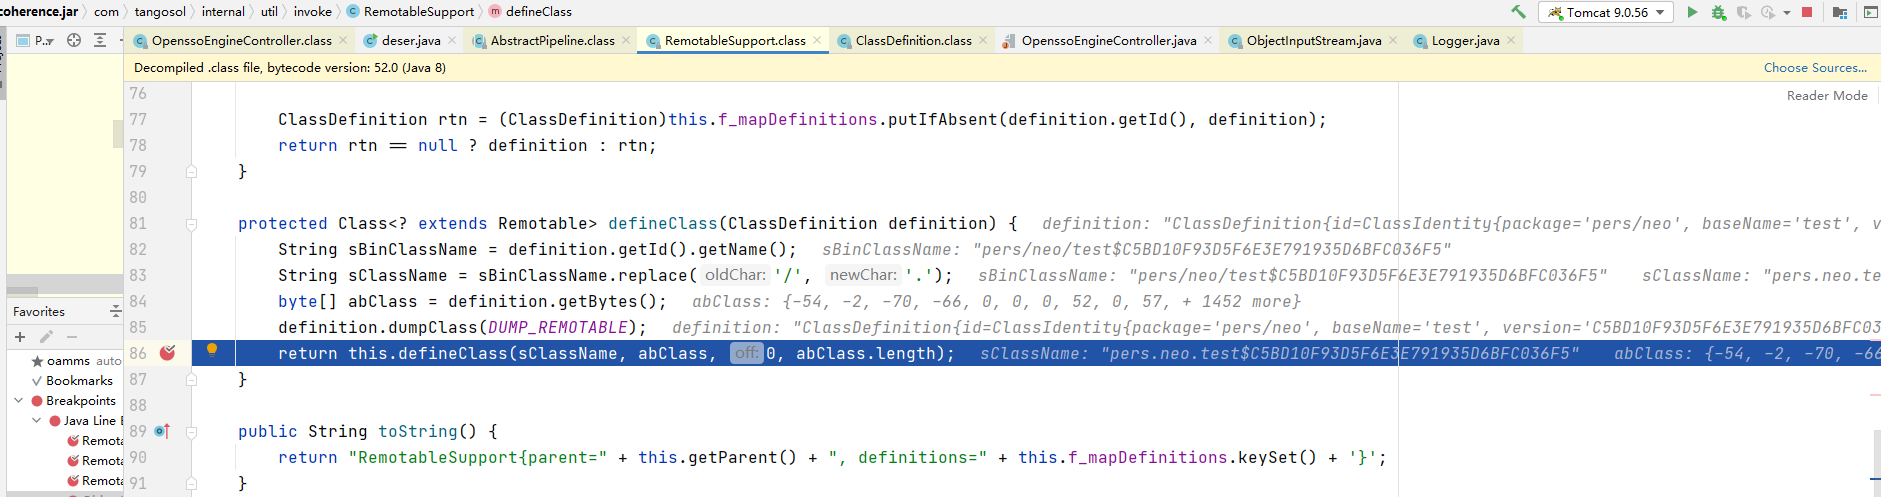 coherence.jar > com > tangosol > internal > util > invoke > RemotableSupport > defineClass
Tomcat 9.0.56
P...
OpenssoEngineController.class
deser.java
AbstractPipeline.class
RemotableSupport.class
ClassDefinition.class
OpenssoEngineController.java
ObjectInputStream.java
Logger.java
Decompiled .class file, bytecode version: 52.0 (Java 8)
Choose Sources...
Reader Mode
76
77 ClassDefinition rtn = (ClassDefinition)this.f_mapDefinitions.putIfAbsent(definition.getId(), definition);
78 return rtn == null ? definition : rtn;
79 }
80
81 protected Class<? extends Remotable> defineClass(ClassDefinition definition) { definition: "ClassDefinition{id=ClassIdentity{package='pers/neo', baseName='test', v
82 String sBinClassName = definition.getId().getName(); sBinClassName: "pers/neo/test$C5BD10F93D5F6E3E791935D6BFC036F5"
83 String sClassName = sBinClassName.replace( oldChar: '/', newChar: '.'); sBinClassName: "pers/neo/test$C5BD10F93D5F6E3E791935D6BFC036F5" sClassName: "pers.neo.te
84 byte[] abClass = definition.getBytes(); abClass: {-54, -2, -70, -66, 0, 0, 0, 52, 0, 57, + 1452 more}
85 definition.dumpClass(DUMP_REMOTABLE); definition: "ClassDefinition{id=ClassIdentity{package='pers/neo', baseName='test', version='C5BD10F93D5F6E3E791935D6BFC03
86 return this.defineClass(sClassName, abClass, off: 0, abClass.length); sClassName: "pers.neo.test$C5BD10F93D5F6E3E791935D6BFC036F5" abClass: {-54, -2, -70, -66
87 }
88
89 public String toString() {
90 return "RemotableSupport{parent=" + this.getParent() + ", definitions=" + this.f_mapDefinitions.keySet() + '}';
91 }
Favorites
oamms auto
Bookmarks
Breakpoints
Java Line B
Remota
Remota
Remota